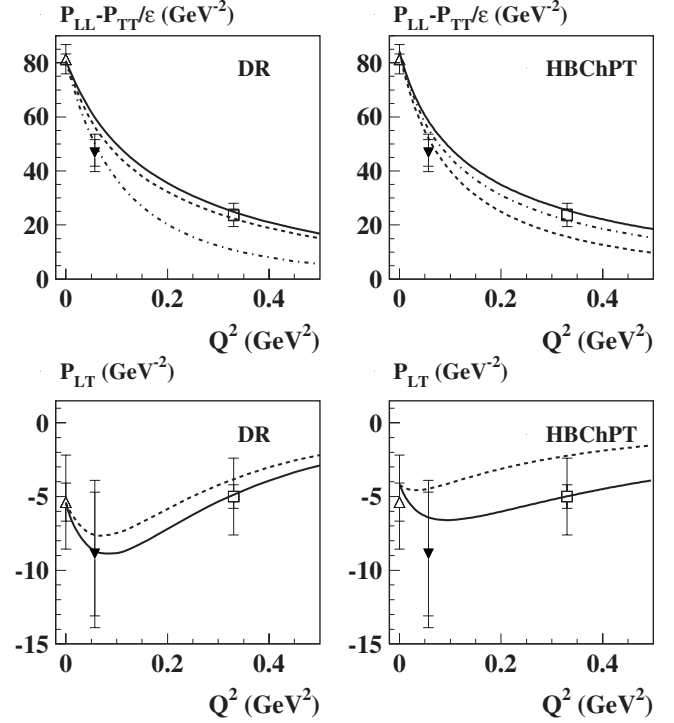 P_LL-P_TT/ε (GeV^-2) P_LL-P_TT/ε (GeV^-2)
80 DR 80 HBChPT
60 60
40 40
20 20
0 0
0 0.2 0.4 0 0.2 0.4
Q^2 (GeV^2) Q^2 (GeV^2)
P_LT (GeV^-2) P_LT (GeV^-2)
0 DR 0 HBChPT
-5 -5
-10 -10
-15 -15
0 0.2 0.4 0 0.2 0.4
Q^2 (GeV^2) Q^2 (GeV^2)